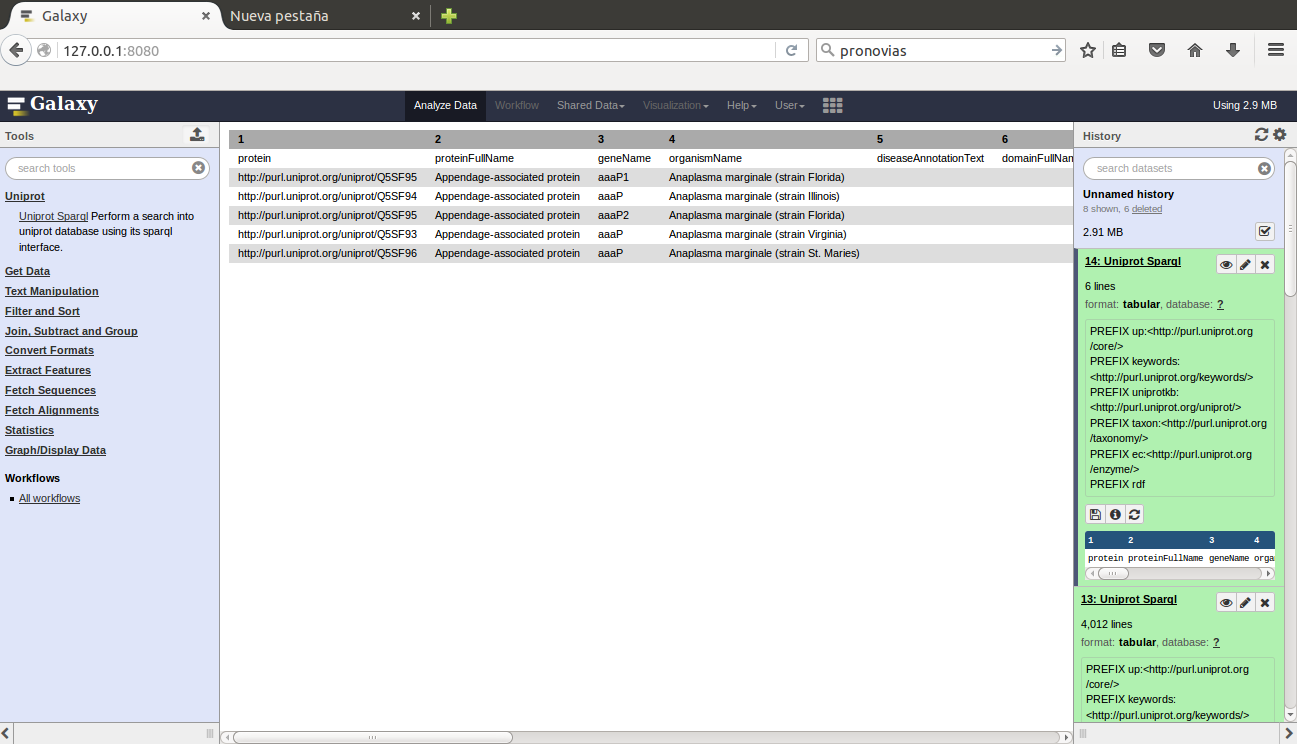 Galaxy
Nueva pestaña
127.0.0.1:8080
pronovias
Galaxy
Analyze Data Workflow Shared Data Visualization Help User
Using 2.9 MB
Tools
search tools
Uniprot
Uniprot Sparql Perform a search into
uniprot database using its sparql
interface.
Get Data
Text Manipulation
Filter and Sort
Join, Subtract and Group
Convert Formats
Extract Features
Fetch Sequences
Fetch Alignments
Statistics
Graph/Display Data
Workflows
All workflows
1 2 3 4 5 6
protein proteinFullName geneName organismName diseaseAnnotationText domainFullNam
http://purl.uniprot.org/uniprot/Q5SF95 Appendage-associated protein aaaP1 Anaplasma marginale (strain Florida)
http://purl.uniprot.org/uniprot/Q5SF94 Appendage-associated protein aaaP Anaplasma marginale (strain Illinois)
http://purl.uniprot.org/uniprot/Q5SF95 Appendage-associated protein aaaP2 Anaplasma marginale (strain Florida)
http://purl.uniprot.org/uniprot/Q5SF93 Appendage-associated protein aaaP Anaplasma marginale (strain Virginia)
http://purl.uniprot.org/uniprot/Q5SF96 Appendage-associated protein aaaP Anaplasma marginale (strain St. Maries)
History
search datasets
Unnamed history
8 shown, 6 deleted
2.91 MB
14: Uniprot Sparql
6 lines
format: tabular, database: ?
PREFIX up:<http://purl.uniprot.org
/core/>
PREFIX keywords:
<http://purl.uniprot.org/keywords/>
PREFIX uniprotkb:
<http://purl.uniprot.org/uniprot/>
PREFIX taxon:<http://purl.uniprot.org
/taxonomy/>
PREFIX ec:<http://purl.uniprot.org
/enzyme/>
PREFIX rdf
1 2 3 4
protein proteinFullName geneName orga
13: Uniprot Sparql
4,012 lines
format: tabular, database: ?
PREFIX up:<http://purl.uniprot.org
/core/>
PREFIX keywords:
<http://purl.uniprot.org/keywords/>